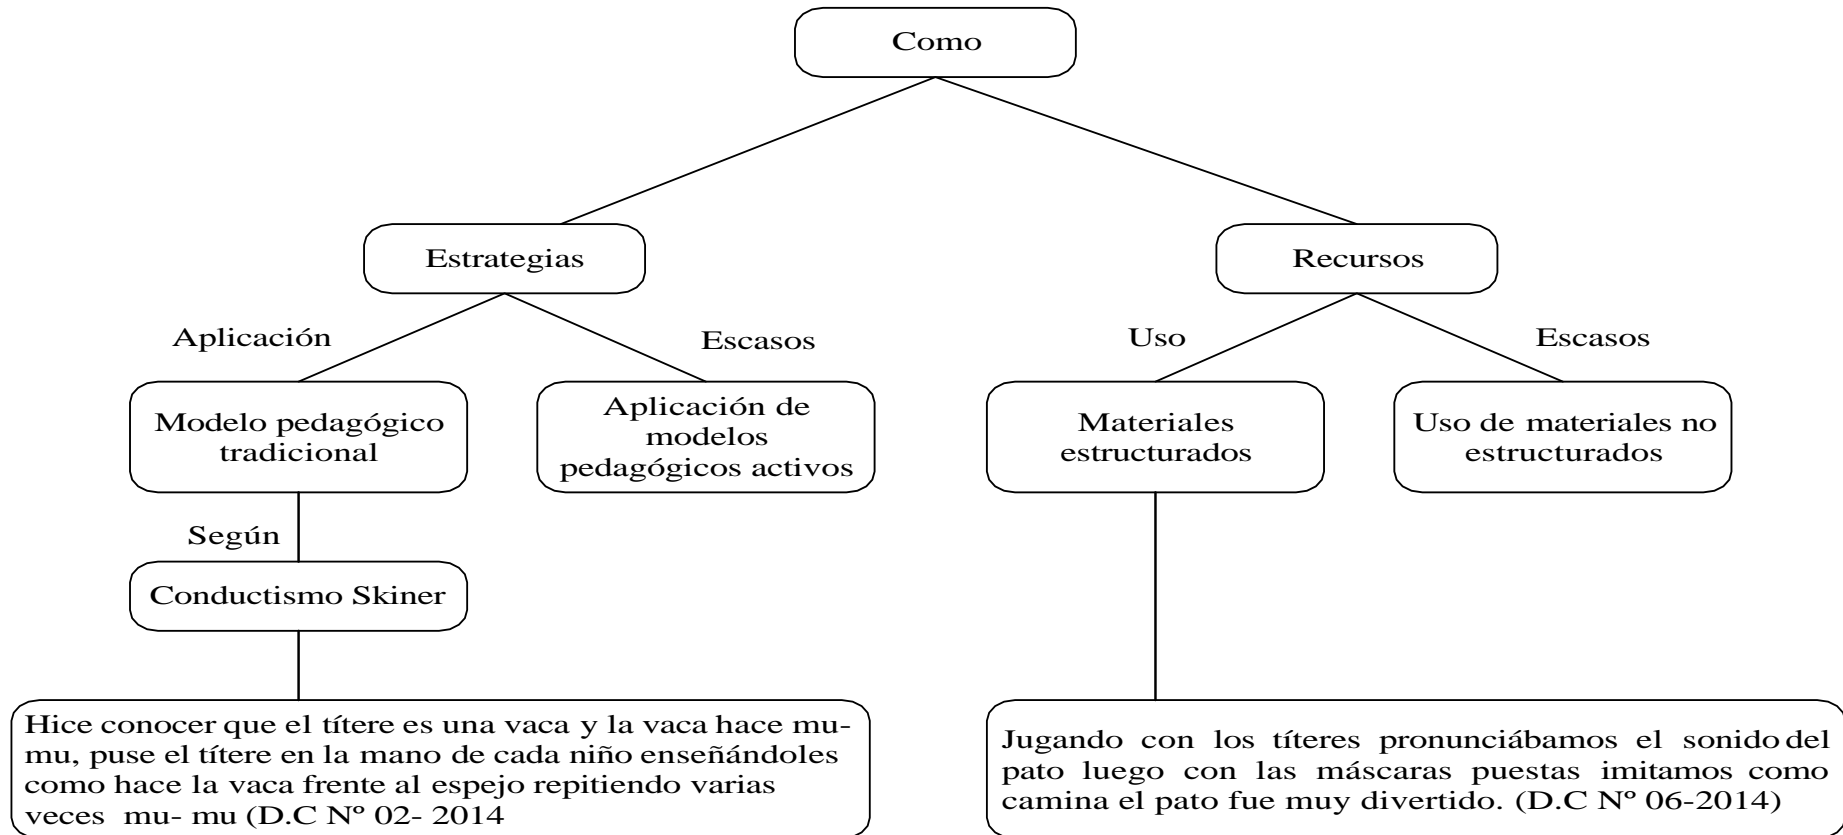 Como
Estrategias
Recursos
Aplicación
Escasos
Uso
Escasos
Modelo pedagógico
tradicional
Aplicación de
modelos
pedagógicos activos
Materiales
estructurados
Uso de materiales no
estructurados
Según
Conductismo Skiner
Hice conocer que el títere es una vaca y la vaca hace mu-
mu, puse el títere en la mano de cada niño enseñándoles
como hace la vaca frente al espejo repitiendo varias
veces mu- mu (D.C Nº 02- 2014
Jugando con los títeres pronunciábamos el sonido del
pato luego con las máscaras puestas imitamos como
camina el pato fue muy divertido. (D.C Nº 06-2014)